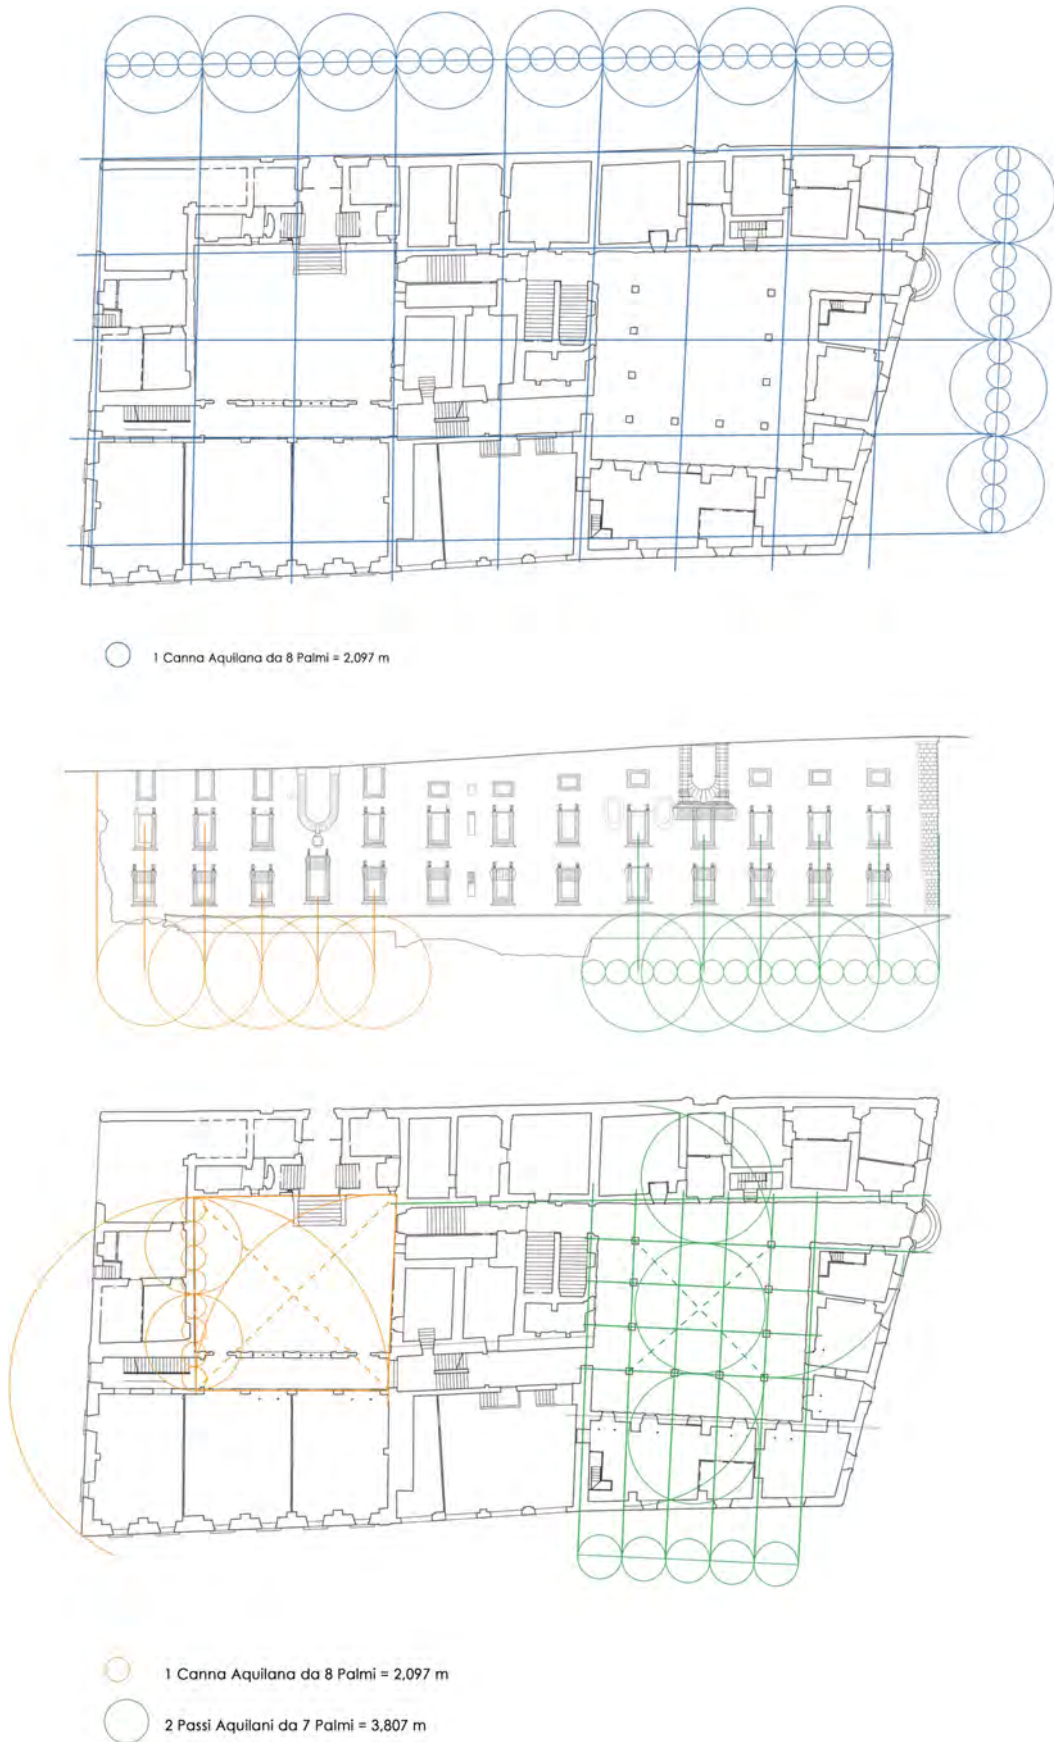 1 Canna Aquilana da 8 Palmi = 2,097 m
1 Canna Aquilana da 8 Palmi = 2,097 m
2 Passi Aquilani da 7 Palmi = 3,807 m